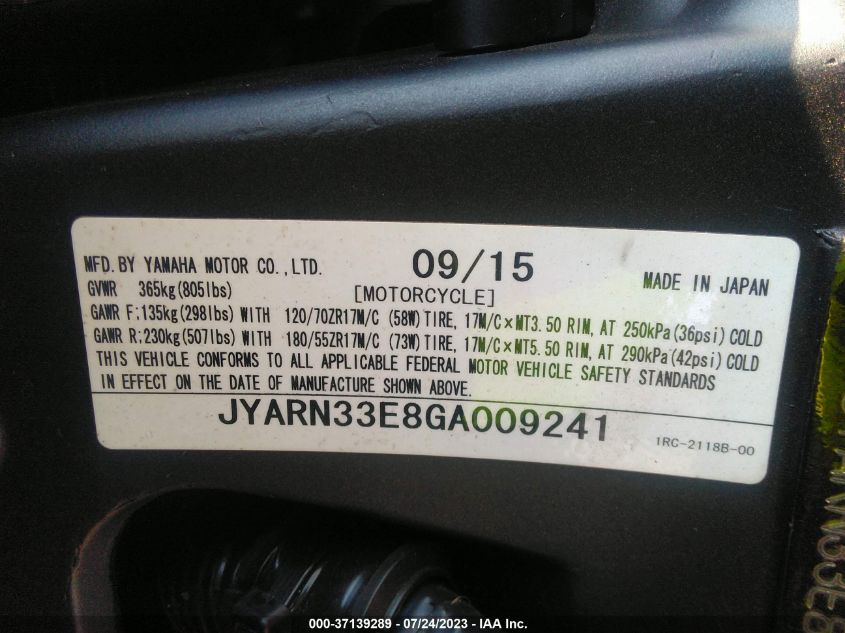 MFD. BY YAMAHA MOTOR CO., LTD. 09/15 MADE IN JAPAN
GVWR 365kg(805lbs) [MOTORCYCLE]
GAWR F:135kg(298lbs) WITH 120/70ZR17M/C (58W) TIRE, 17M/C×MT3.50 RIM, AT 250kPa(36psi) COLD
GAWR R:230kg(507lbs) WITH 180/55ZR17M/C (73W) TIRE, 17M/C×MT5.50 RIM, AT 290kPa(42psi) COLD
THIS VEHICLE CONFORMS TO ALL APPLICABLE FEDERAL MOTOR VEHICLE SAFETY STANDARDS
IN EFFECT ON THE DATE OF MANUFACTURE SHOWN ABOVE.
JYARN33E8GA009241 1RC-2118B-00
000-37139289 - 07/24/2023 - IAA Inc.